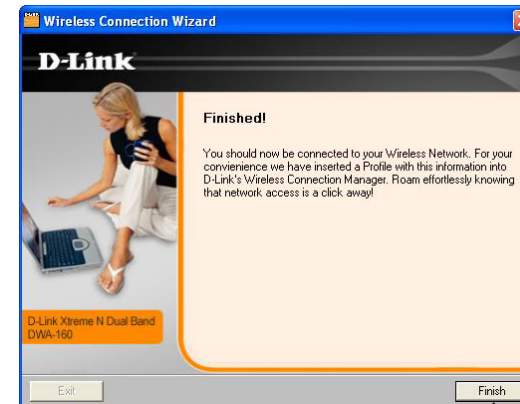 Wireless Connection Wizard
D-Link
Finished!
You should now be connected to your Wireless Network. For your
convienience we have inserted a Profile with this information into
D-Link's Wireless Connection Manager. Roam effortlessly knowing
that network access is a click away!
D-Link Xtreme N Dual Band
DWA-160
Exit
Finish